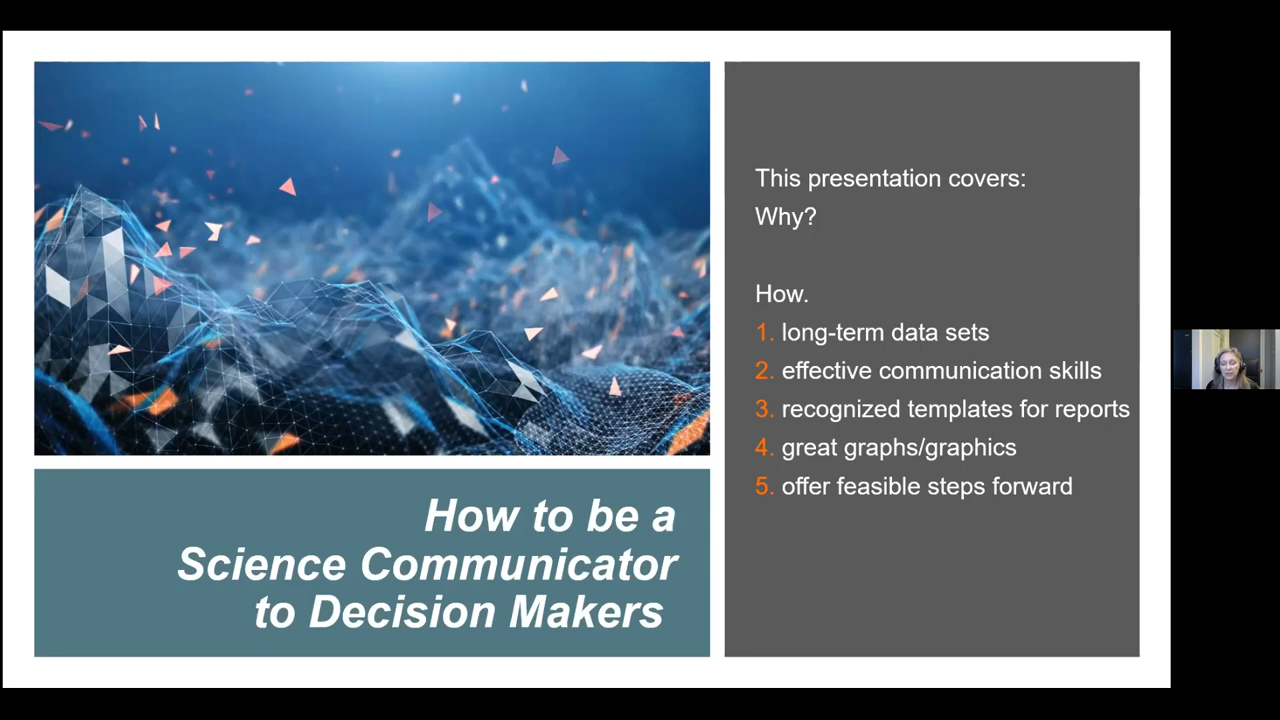 How to be a
Science Communicator
to Decision Makers
This presentation covers:
Why?
How.
1. long-term data sets
2. effective communication skills
3. recognized templates for reports
4. great graphs/graphics
5. offer feasible steps forward